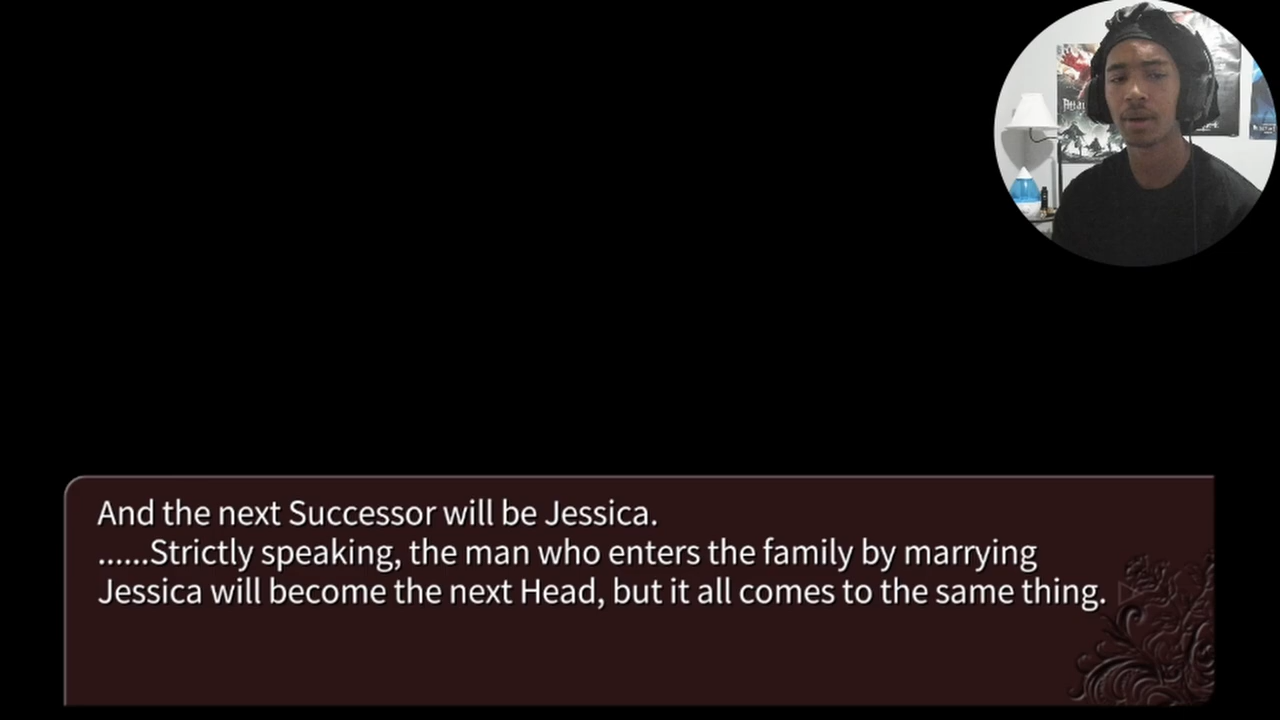 And the next Successor will be Jessica.
......Strictly speaking, the man who enters the family by marrying
Jessica will become the next Head, but it all comes to the same thing.